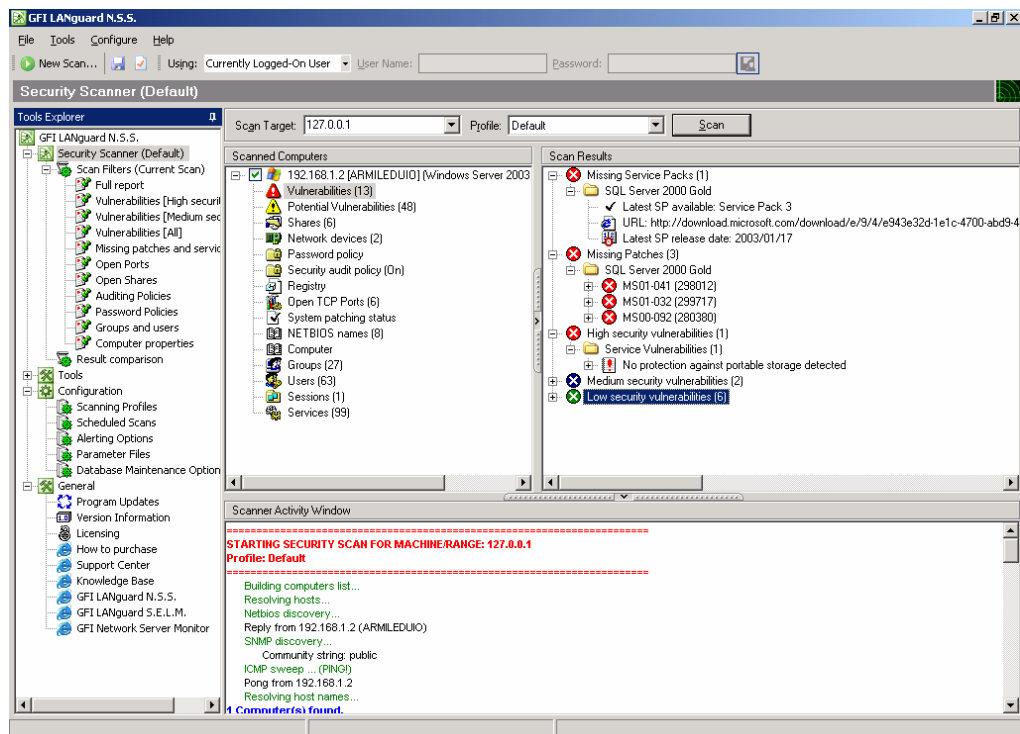 GFI LANguard N.S.S.
File Tools Configure Help
New Scan... Using: Currently Logged-On User User Name: Password:
Security Scanner (Default)
Tools Explorer
GFI LANguard N.S.S.
Security Scanner (Default)
Scan Filters (Current Scan)
Full report
Vulnerabilities [High securit
Vulnerabilities [Medium sec
Vulnerabilities [All]
Missing patches and servic
Open Ports
Open Shares
Auditing Policies
Password Policies
Groups and users
Computer properties
Result comparison
Tools
Configuration
Scanning Profiles
Scheduled Scans
Alerting Options
Parameter Files
Database Maintenance Option
General
Program Updates
Version Information
Licensing
How to purchase
Support Center
Knowledge Base
GFI LANguard N.S.S.
GFI LANguard S.E.L.M.
GFI Network Server Monitor
Scan Target: 127.0.0.1 Profile: Default Scan
Scanned Computers
192.168.1.2 [ARMILEDUIO] (Windows Server 2003
Vulnerabilities (13)
Potential Vulnerabilities (48)
Shares (6)
Network devices (2)
Password policy
Security audit policy (On)
Registry
Open TCP Ports (6)
System patching status
NETBIOS names (8)
Computer
Groups (27)
Users (63)
Sessions (1)
Services (99)
Scan Results
Missing Service Packs (1)
SQL Server 2000 Gold
Latest SP available: Service Pack 3
URL: http://download.microsoft.com/download/e/9/4/e943e32d-1e1c-4700-abd9-4
Latest SP release date: 2003/01/17
Missing Patches (3)
SQL Server 2000 Gold
MS01-041 (298012)
MS01-032 (299717)
MS00-092 (280380)
High security vulnerabilities (1)
Service Vulnerabilities (1)
No protection against portable storage detected
Medium security vulnerabilities (2)
Low security vulnerabilities (6)
Scanner Activity Window
STARTING SECURITY SCAN FOR MACHINE/RANGE: 127.0.0.1
Profile: Default
Building computers list...
Resolving hosts...
Netbios discovery...
Reply from 192.168.1.2 (ARMILEDUIO)
SNMP discovery...
Community string: public
ICMP sweep ... (PING!)
Pong from 192.168.1.2
Resolving host names...
1 Computer(s) found.